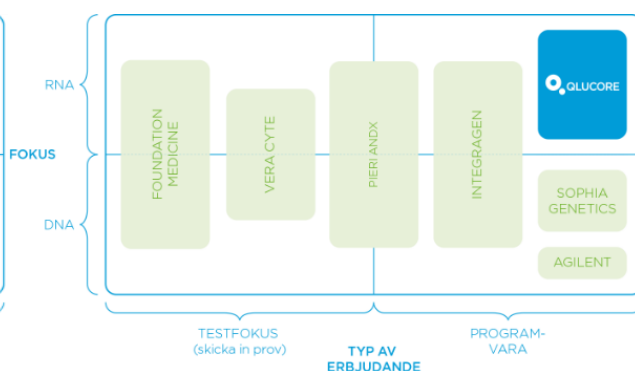 RNA
FOKUS
DNA
FOUNDATION
MEDICINE
VERA CYTE
PIERI ANDX
INTEGRAGEN
QLUCORE
SOPHIA
GENETICS
AGILENT
TESTFOKUS
(skicka in prov)
TYP AV
ERBJUDANDE
PROGRAM-
VARA